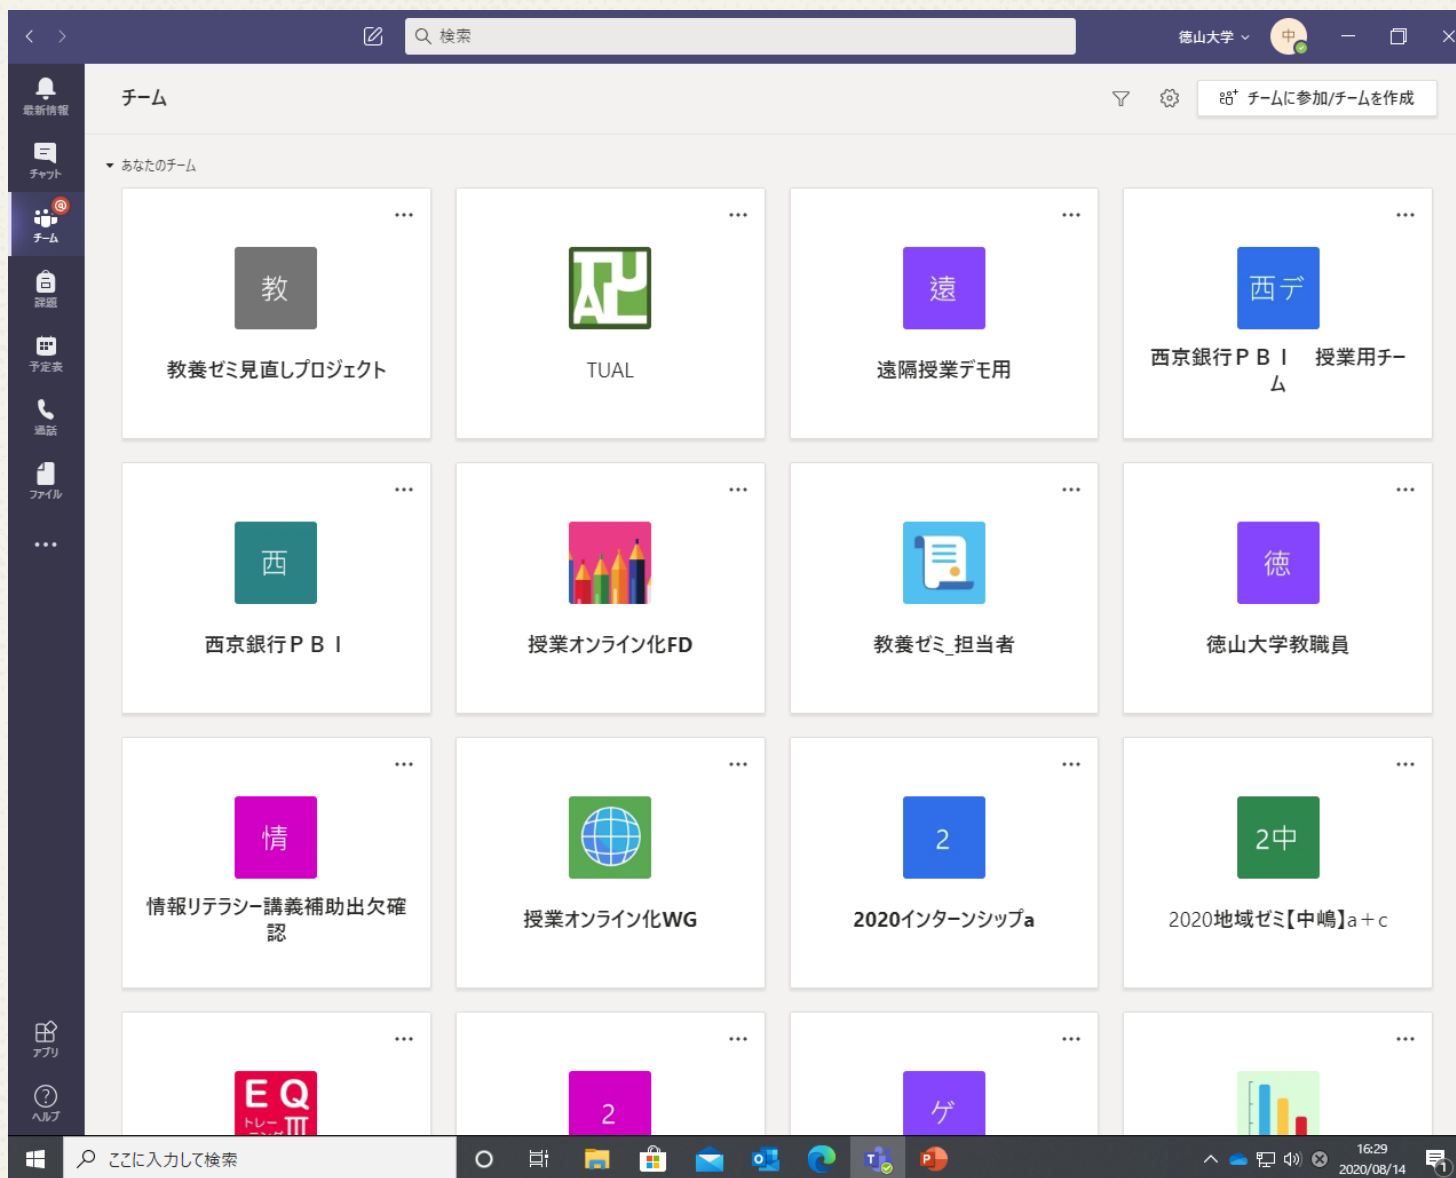 検索
徳山大学
中
最新情報
チャット
チーム
課題
予定表
通話
ファイル
アプリ
ヘルプ
チーム
チームに参加/チームを作成
あなたのチーム
教
教養ゼミ見直しプロジェクト
TUAL
TUAL
遠
遠隔授業デモ用
西デ
西京銀行ＰＢＩ　授業用チー
ム
西
西京銀行ＰＢＩ
授業オンライン化FD
教養ゼミ_担当者
徳
徳山大学教職員
情
情報リテラシー講義補助出欠確
認
授業オンライン化WG
2
2020インターンシップa
2中
2020地域ゼミ【中嶋】a＋c
EQ
トレー
ニング III
2
ゲ
ここに入力して検索
16:29
2020/08/14
1